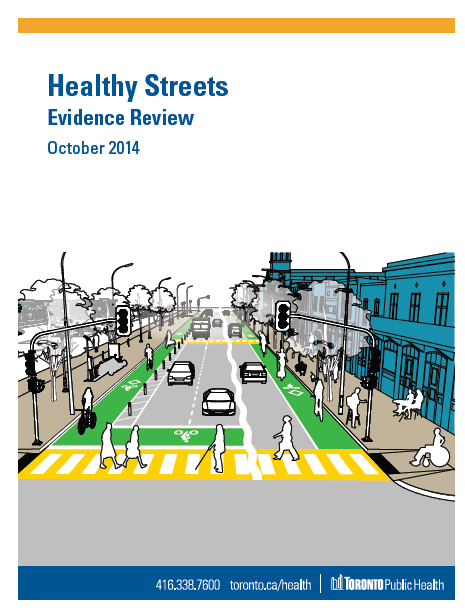 Healthy Streets
Evidence Review
October 2014
416.338.7600 toronto.ca/health | TORONTO Public Health